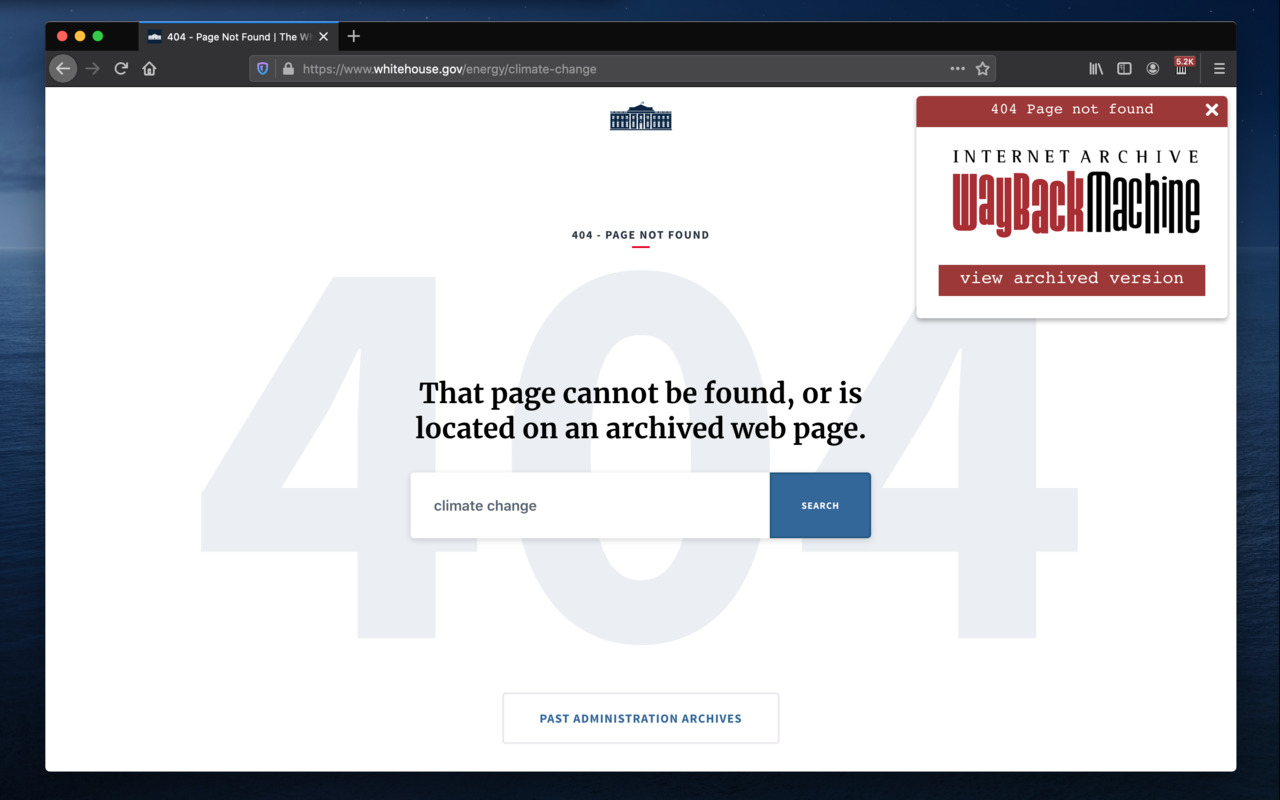 404 - Page Not Found | The Wh
https://www.whitehouse.gov/energy/climate-change
5.2K
404 Page not found
INTERNET ARCHIVE
WayBackMachine
view archived version
404 - PAGE NOT FOUND
404
That page cannot be found, or is
located on an archived web page.
climate change
SEARCH
PAST ADMINISTRATION ARCHIVES